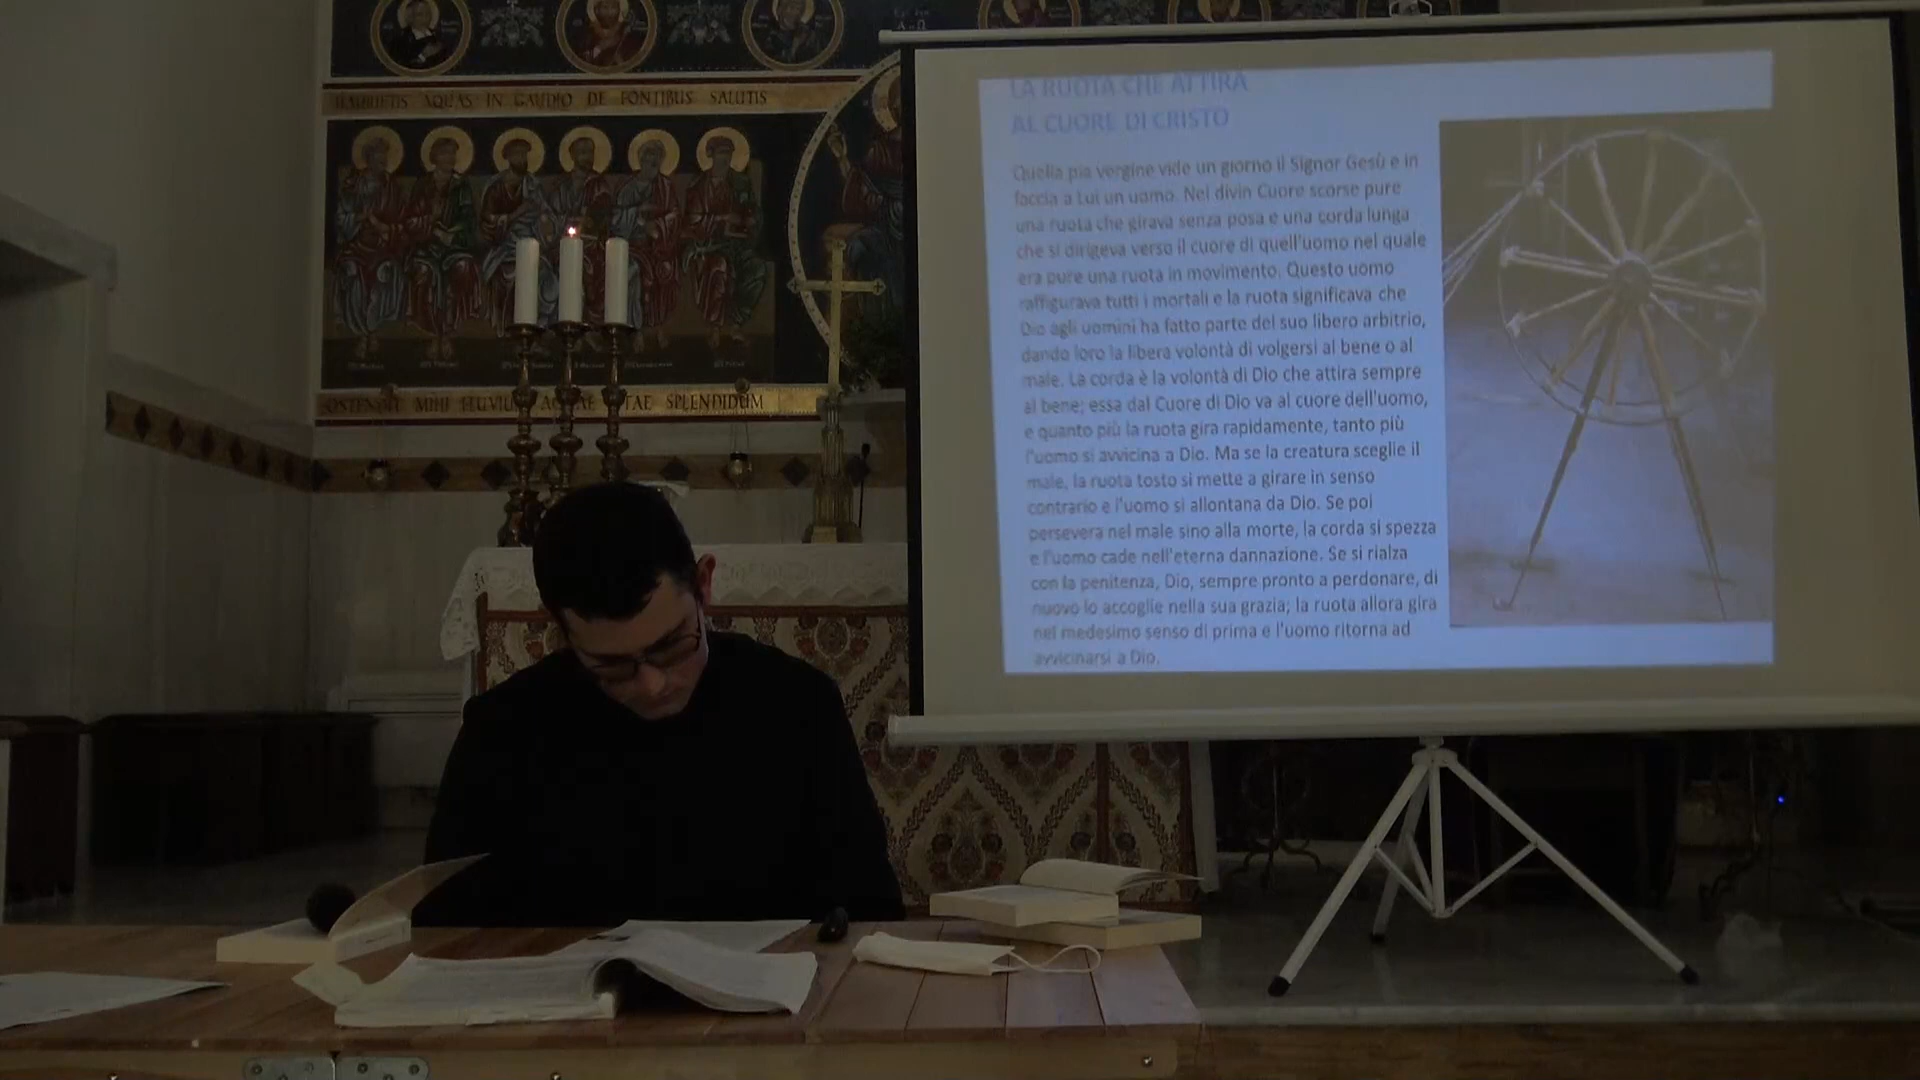 HAURIETIS AQUAS IN GAUDIO DE FONTIBUS SALUTIS
OSTENDIT MIHI FLUVIUM AQUAE VITAE SPLENDIDUM
LA RUOTA CHE ATTIRA
AL CUORE DI CRISTO
Quella pia vergine vide un giorno il Signor Gesù e in
faccia a Lui un uomo. Nel divin Cuore scorse pure
una ruota che girava senza posa e una corda lunga
che si dirigeva verso il cuore di quell'uomo nel quale
era pure una ruota in movimento. Questo uomo
raffigurava tutti i mortali e la ruota significava che
Dio agli uomini ha fatto parte del suo libero arbitrio,
dando loro la libera volontà di volgersi al bene o al
male. La corda è la volontà di Dio che attira sempre
al bene; essa dal Cuore di Dio va al cuore dell'uomo,
e quanto più la ruota gira rapidamente, tanto più
l'uomo si avvicina a Dio. Ma se la creatura sceglie il
male, la ruota tosto si mette a girare in senso
contrario e l'uomo si allontana da Dio. Se poi
persevera nel male sino alla morte, la corda si spezza
e l'uomo cade nell'eterna dannazione. Se si rialza
con la penitenza, Dio, sempre pronto a perdonare, di
nuovo lo accoglie nella sua grazia; la ruota allora gira
nel medesimo senso di prima e l'uomo ritorna ad
avvicinarsi a Dio.